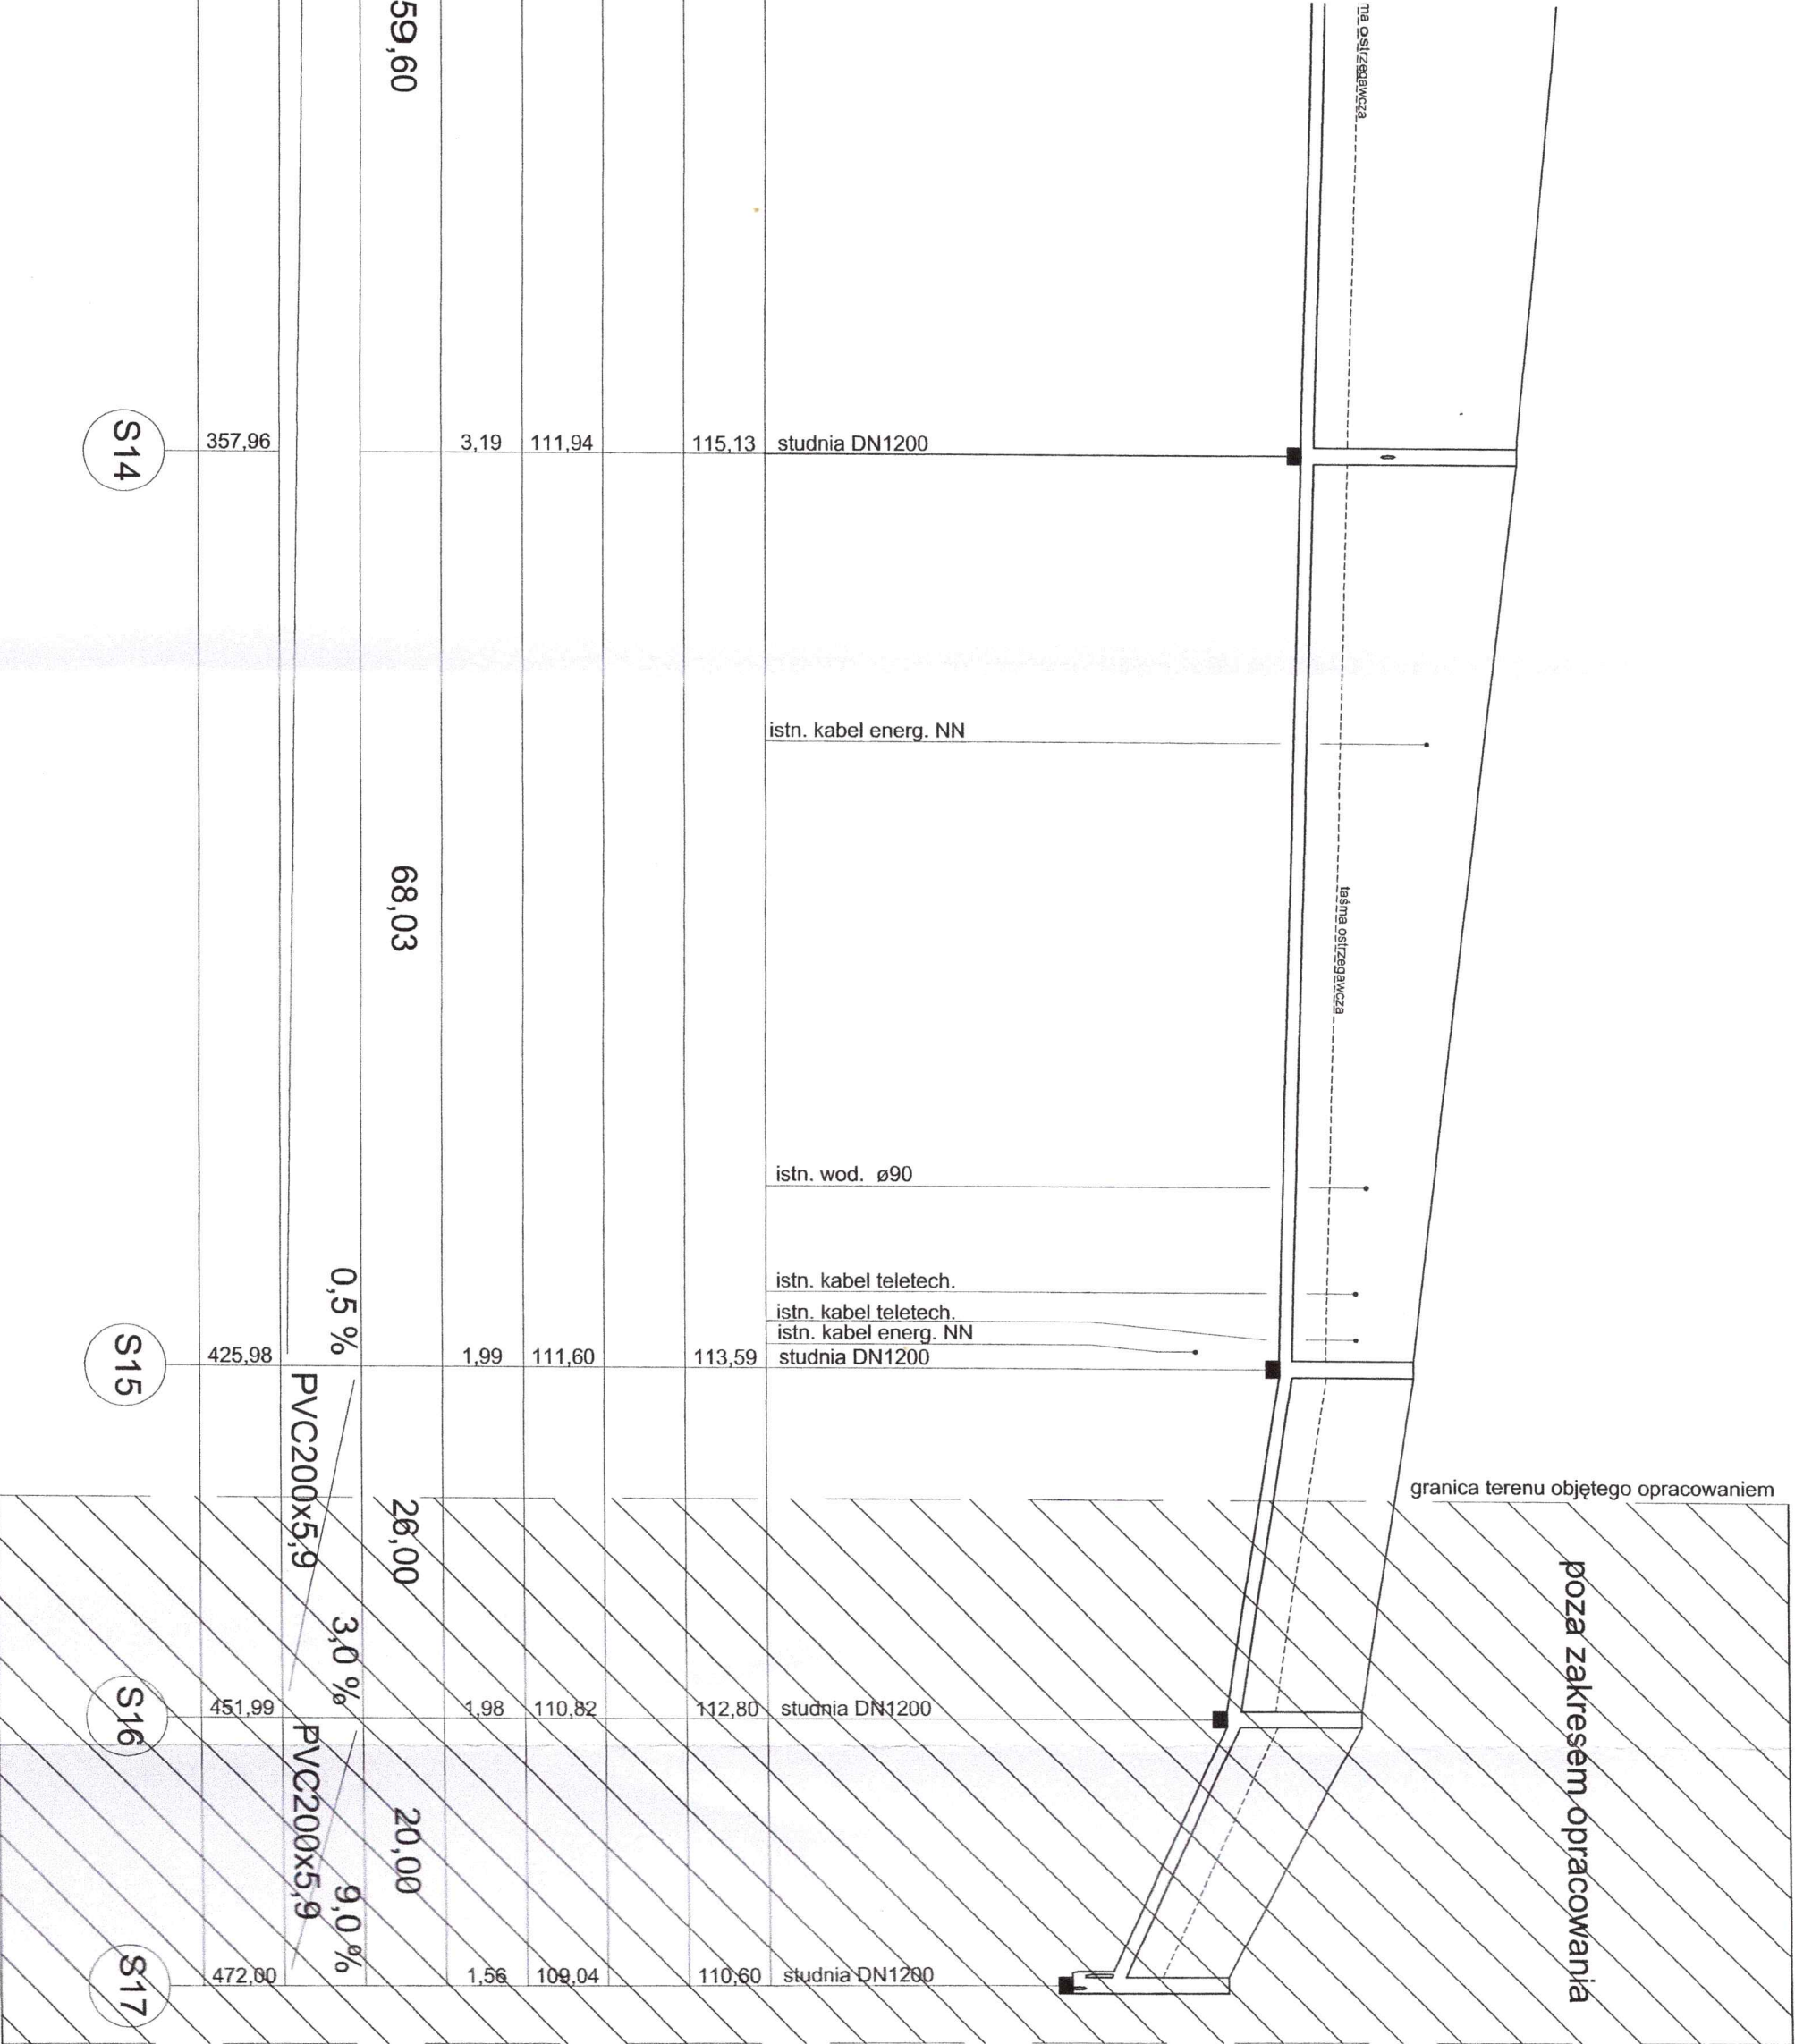 59,60
ma ostrzegawcza
S14
357,96 3,19 111,94 115,13 studnia DN1200
istn. kabel energ. NN
68,03
taśma ostrzegawcza
istn. wod. ø90
0,5 %
istn. kabel teletech.
istn. kabel teletech.
istn. kabel energ. NN
S15
425,98 1,99 111,60 113,59 studnia DN1200
PVC200x5,9
26,00
3,0 %
granica terenu objętego opracowaniem
poza zakresem opracowania
S16
451,99 1,98 110,82 112,80 studnia DN1200
PVC200x5,9
20,00
9,0 %
S17
472,00 1,56 109,04 110,60 studnia DN1200